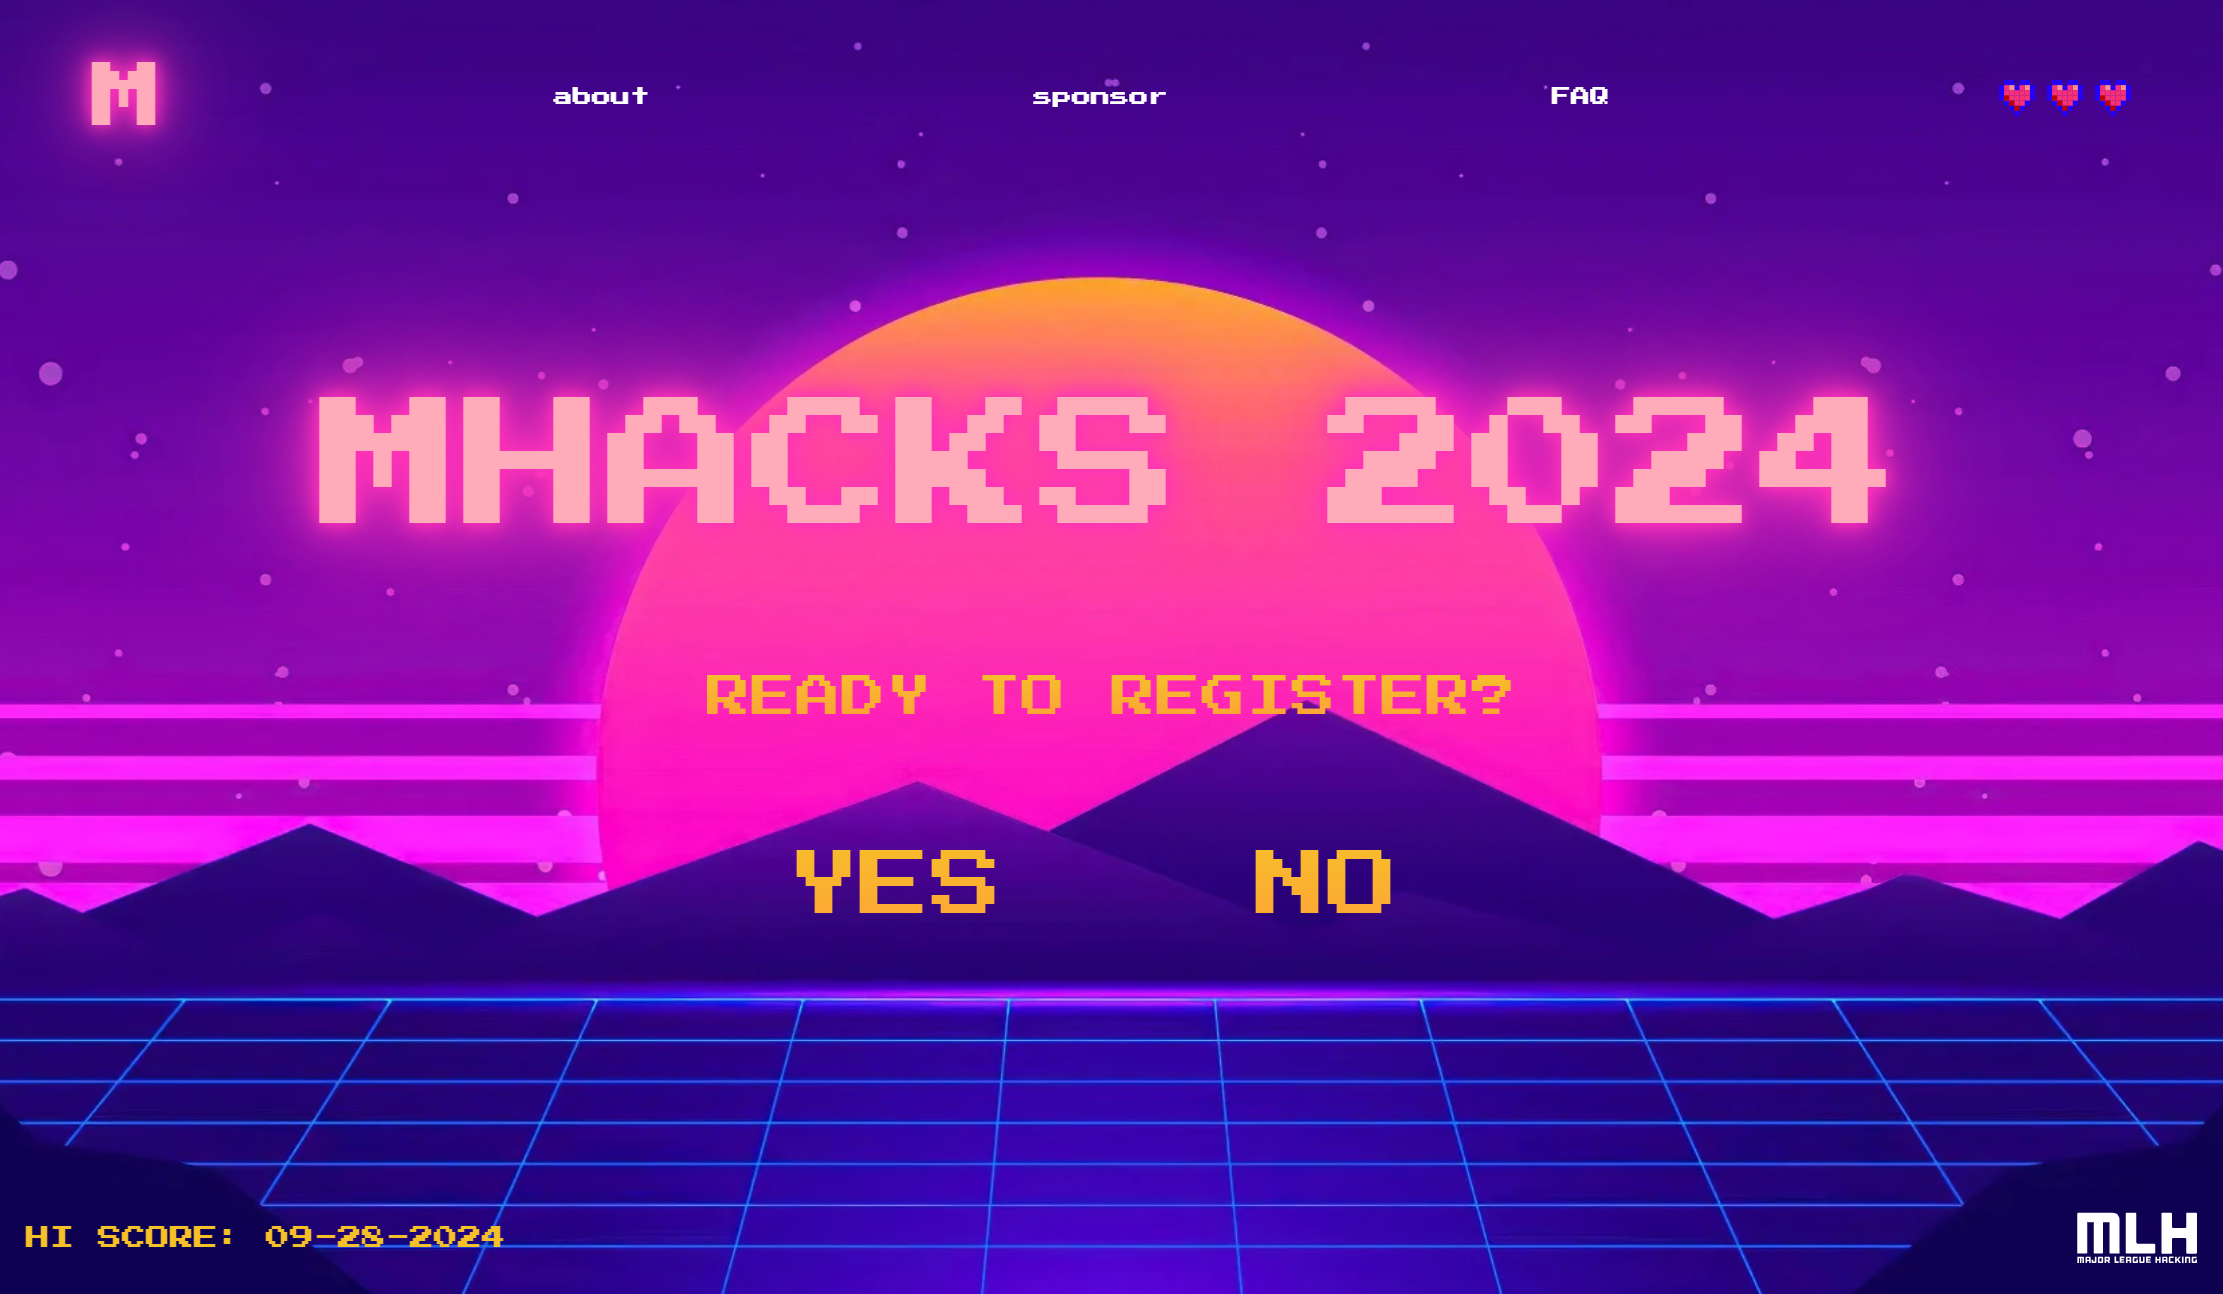 M
about
sponsor
FAQ
MHACKS 2024
READY TO REGISTER?
YES
NO
HI SCORE: 09-28-2024
MLH
MAJOR LEAGUE HACKING